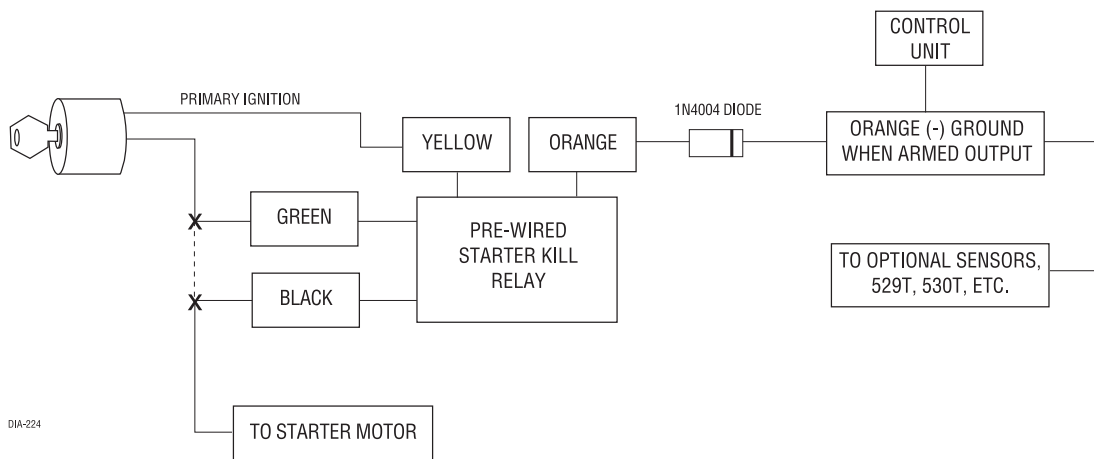 CONTROL
UNIT
PRIMARY IGNITION
1N4004 DIODE
YELLOW
ORANGE
ORANGE (-) GROUND
WHEN ARMED OUTPUT
GREEN
X
PRE-WIRED
STARTER KILL
RELAY
TO OPTIONAL SENSORS,
529T, 530T, ETC.
BLACK
X
TO STARTER MOTOR
DIA-224